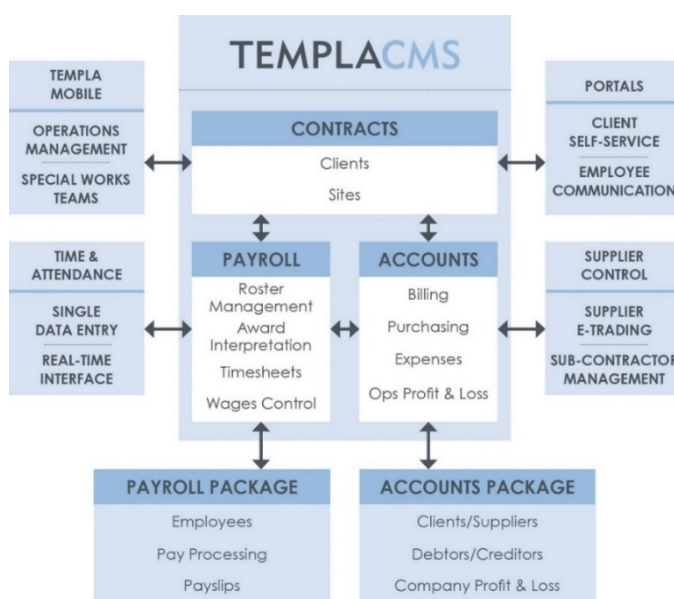 TEMPLACMS
TEMPLA
MOBILE
OPERATIONS
MANAGEMENT
SPECIAL WORKS
TEAMS
CONTRACTS
Clients
Sites
PORTALS
CLIENT
SELF-SERVICE
EMPLOYEE
COMMUNICATION
TIME &
ATTENDANCE
SINGLE
DATA ENTRY
REAL-TIME
INTERFACE
PAYROLL
Roster
Management
Award
Interpretation
Timesheets
Wages Control
ACCOUNTS
Billing
Purchasing
Expenses
Ops Profit & Loss
SUPPLIER
CONTROL
SUPPLIER
E-TRADING
SUB-CONTRACTOR
MANAGEMENT
PAYROLL PACKAGE
Employees
Pay Processing
Payslips
ACCOUNTS PACKAGE
Clients/Suppliers
Debtors/Creditors
Company Profit & Loss